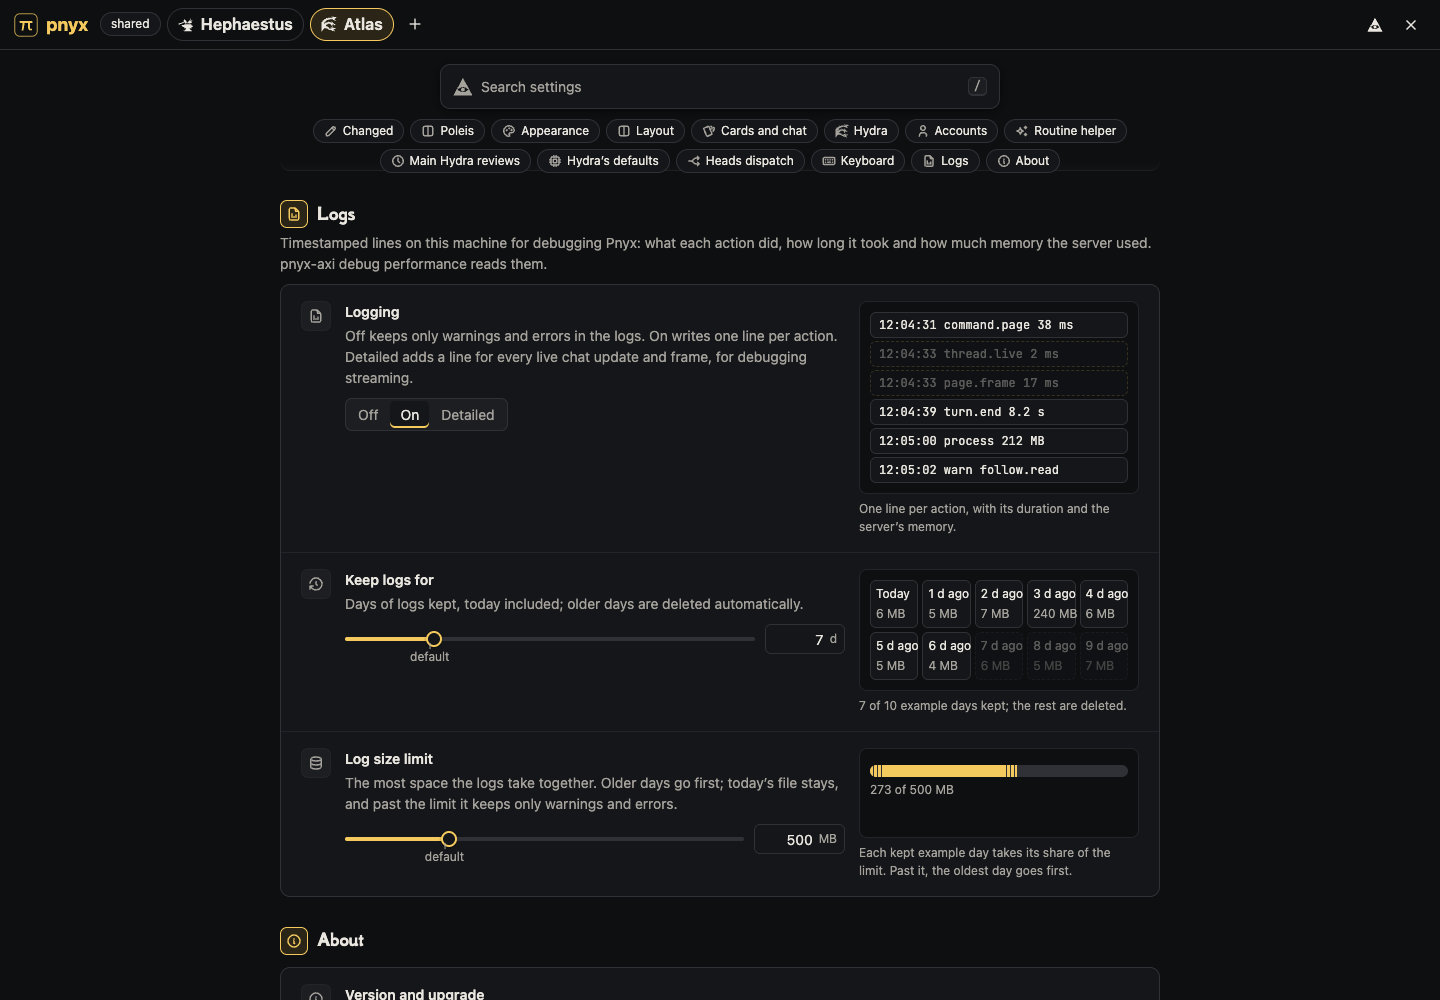 π pnyx shared Hephaestus Atlas +
Search settings /
Changed Poleis Appearance Layout Cards and chat Hydra Accounts Routine helper
Main Hydra reviews Hydra’s defaults Heads dispatch Keyboard Logs About
Logs
Timestamped lines on this machine for debugging Pnyx: what each action did, how long it took and how much memory the server used.
pnyx-axi debug performance reads them.
Logging
Off keeps only warnings and errors in the logs. On writes one line per action.
Detailed adds a line for every live chat update and frame, for debugging
streaming.
Off On Detailed
12:04:31 command.page 38 ms
12:04:33 thread.live 2 ms
12:04:33 page.frame 17 ms
12:04:39 turn.end 8.2 s
12:05:00 process 212 MB
12:05:02 warn follow.read
One line per action, with its duration and the
server’s memory.
Keep logs for
Days of logs kept, today included; older days are deleted automatically.
7 d
default
Today 1 d ago 2 d ago 3 d ago 4 d ago
6 MB 5 MB 7 MB 240 MB 6 MB
5 d ago 6 d ago 7 d ago 8 d ago 9 d ago
5 MB 4 MB 6 MB 5 MB 7 MB
7 of 10 example days kept; the rest are deleted.
Log size limit
The most space the logs take together. Older days go first; today’s file stays,
and past the limit it keeps only warnings and errors.
500 MB
default
273 of 500 MB
Each kept example day takes its share of the
limit. Past it, the oldest day goes first.
About
Version and upgrade